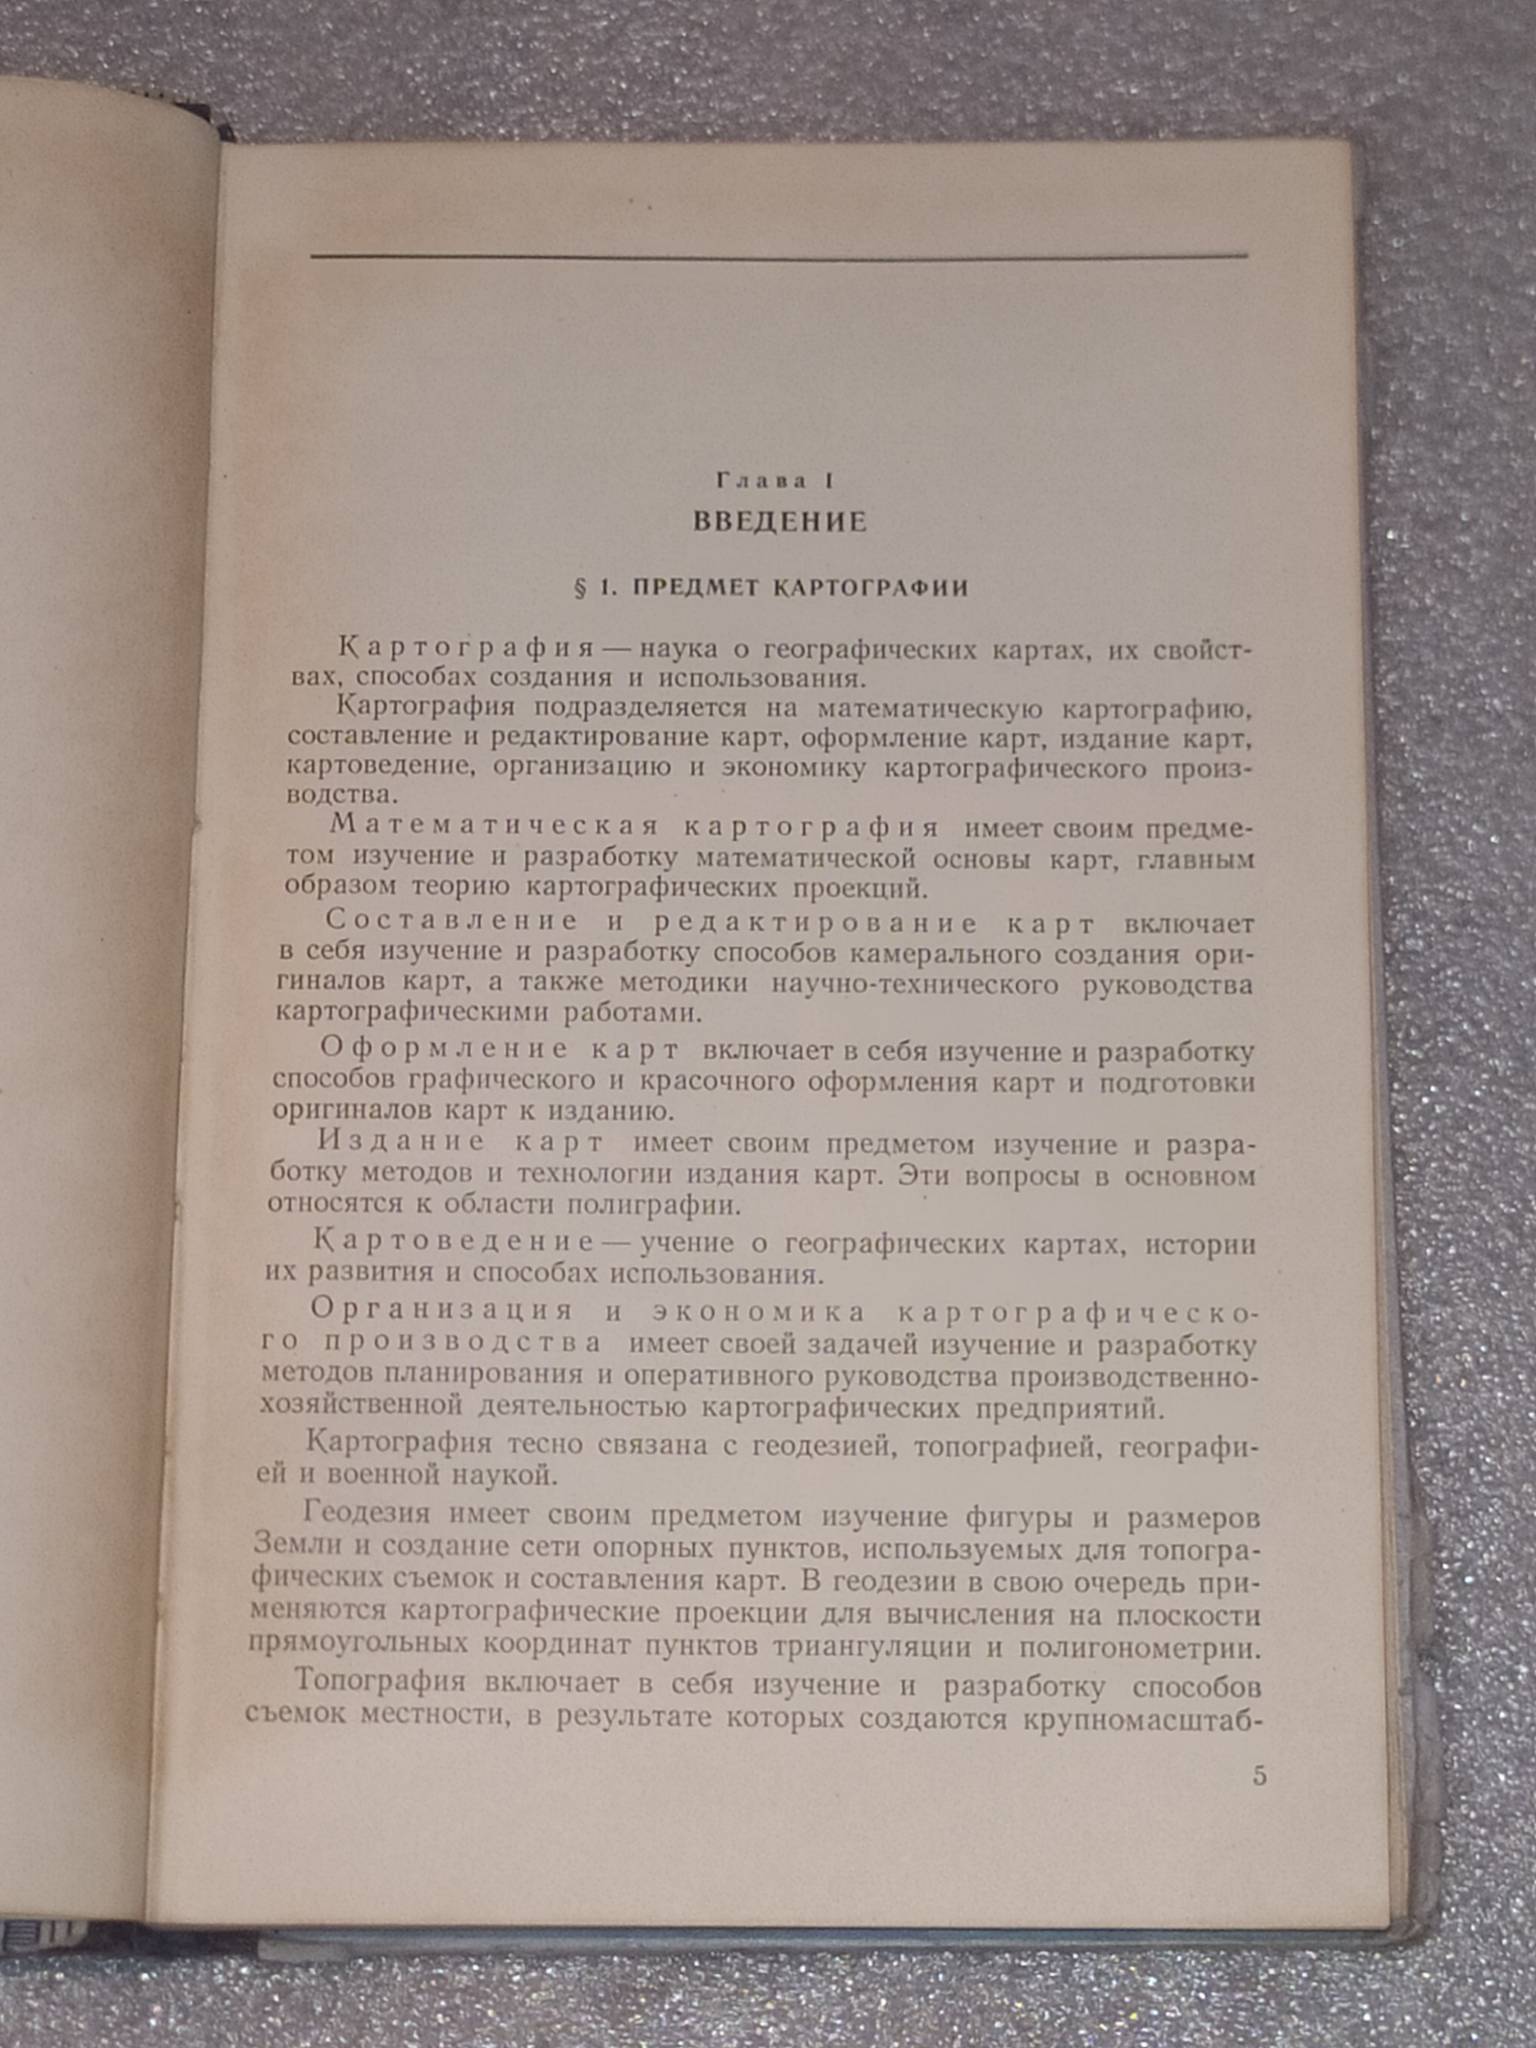 Глава I
ВВЕДЕНИЕ
§ 1. ПРЕДМЕТ КАРТОГРАФИИ
Картография — наука о географических картах, их свойст-
вах, способах создания и использования.
Картография подразделяется на математическую картографию,
составление и редактирование карт, оформление карт, издание карт,
картоведение, организацию и экономику картографического произ-
водства.
Математическая картография имеет своим предме-
том изучение и разработку математической основы карт, главным
образом теорию картографических проекций.
Составление и редактирование карт включает
в себя изучение и разработку способов камерального создания ори-
гиналов карт, а также методики научно-технического руководства
картографическими работами.
Оформление карт включает в себя изучение и разработку
способов графического и красочного оформления карт и подготовки
оригиналов карт к изданию.
Издание карт имеет своим предметом изучение и разра-
ботку методов и технологии издания карт. Эти вопросы в основном
относятся к области полиграфии.
Картоведение — учение о географических картах, истории
их развития и способах использования.
Организация и экономика картографическо-
го производства имеет своей задачей изучение и разработку
методов планирования и оперативного руководства производственно-
хозяйственной деятельностью картографических предприятий.
Картография тесно связана с геодезией, топографией, географи-
ей и военной наукой.
Геодезия имеет своим предметом изучение фигуры и размеров
Земли и создание сети опорных пунктов, используемых для топогра-
фических съемок и составления карт. В геодезии в свою очередь при-
меняются картографические проекции для вычисления на плоскости
прямоугольных координат пунктов триангуляции и полигонометрии.
Топография включает в себя изучение и разработку способов
съемок местности, в результате которых создаются крупномасштаб-
5